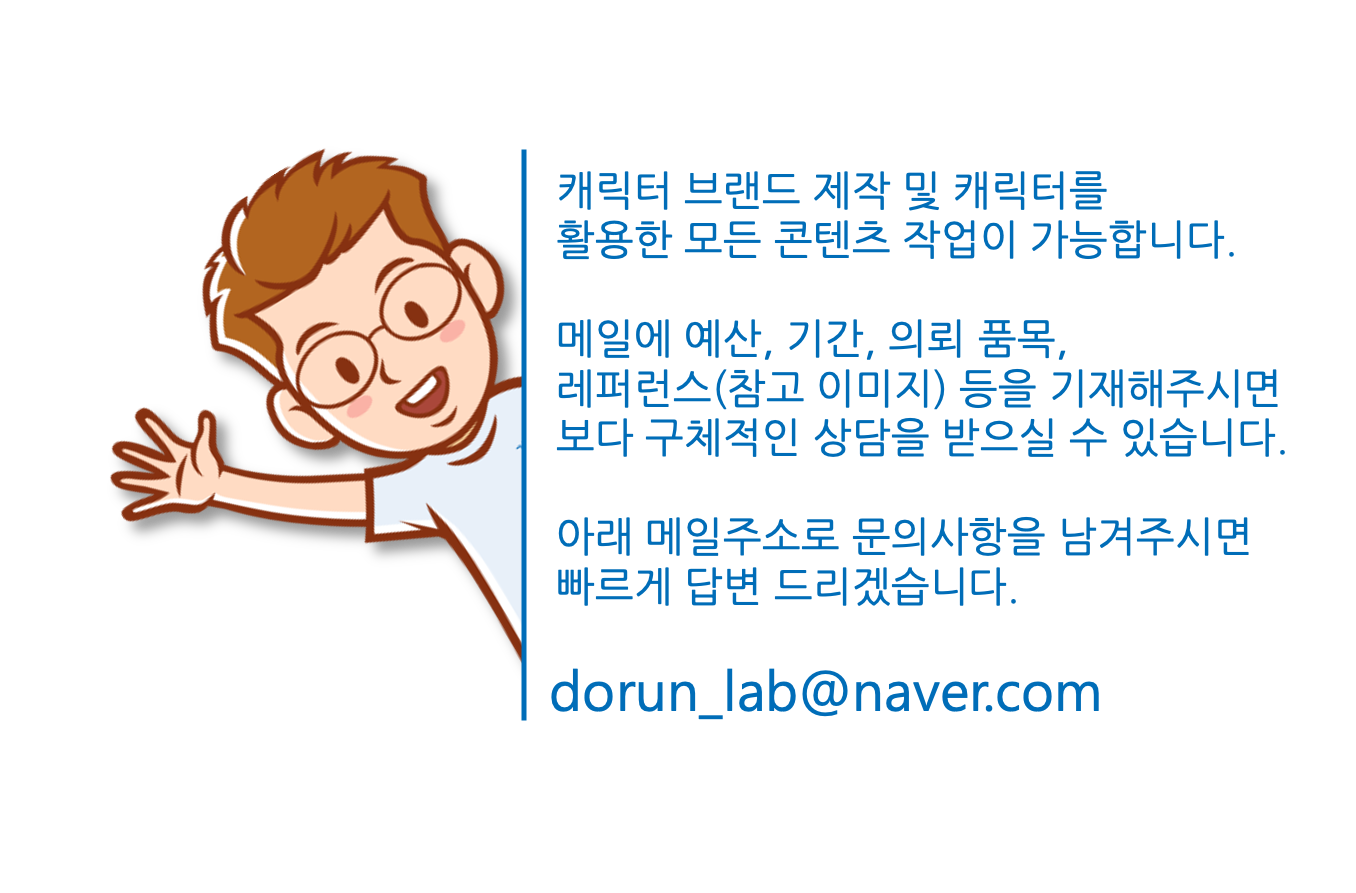 캐릭터 브랜드 제작 및 캐릭터를
활용한 모든 콘텐츠 작업이 가능합니다.
메일에 예산, 기간, 의뢰 품목,
레퍼런스(참고 이미지) 등을 기재해주시면
보다 구체적인 상담을 받으실 수 있습니다.
아래 메일주소로 문의사항을 남겨주시면
빠르게 답변 드리겠습니다.
dorun_lab@naver.com